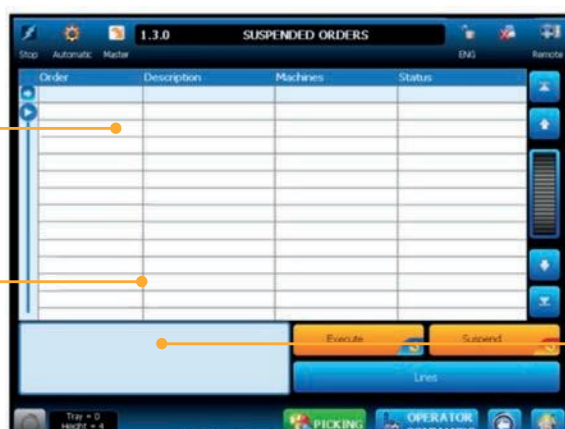 1.3.0 SUSPENDED ORDERS
Stop Automatic Master ENG Remote
Order Description Machines Status
Execute Suspend
Lines
Tray = 0
Height = 4
PICKING OPERATOR